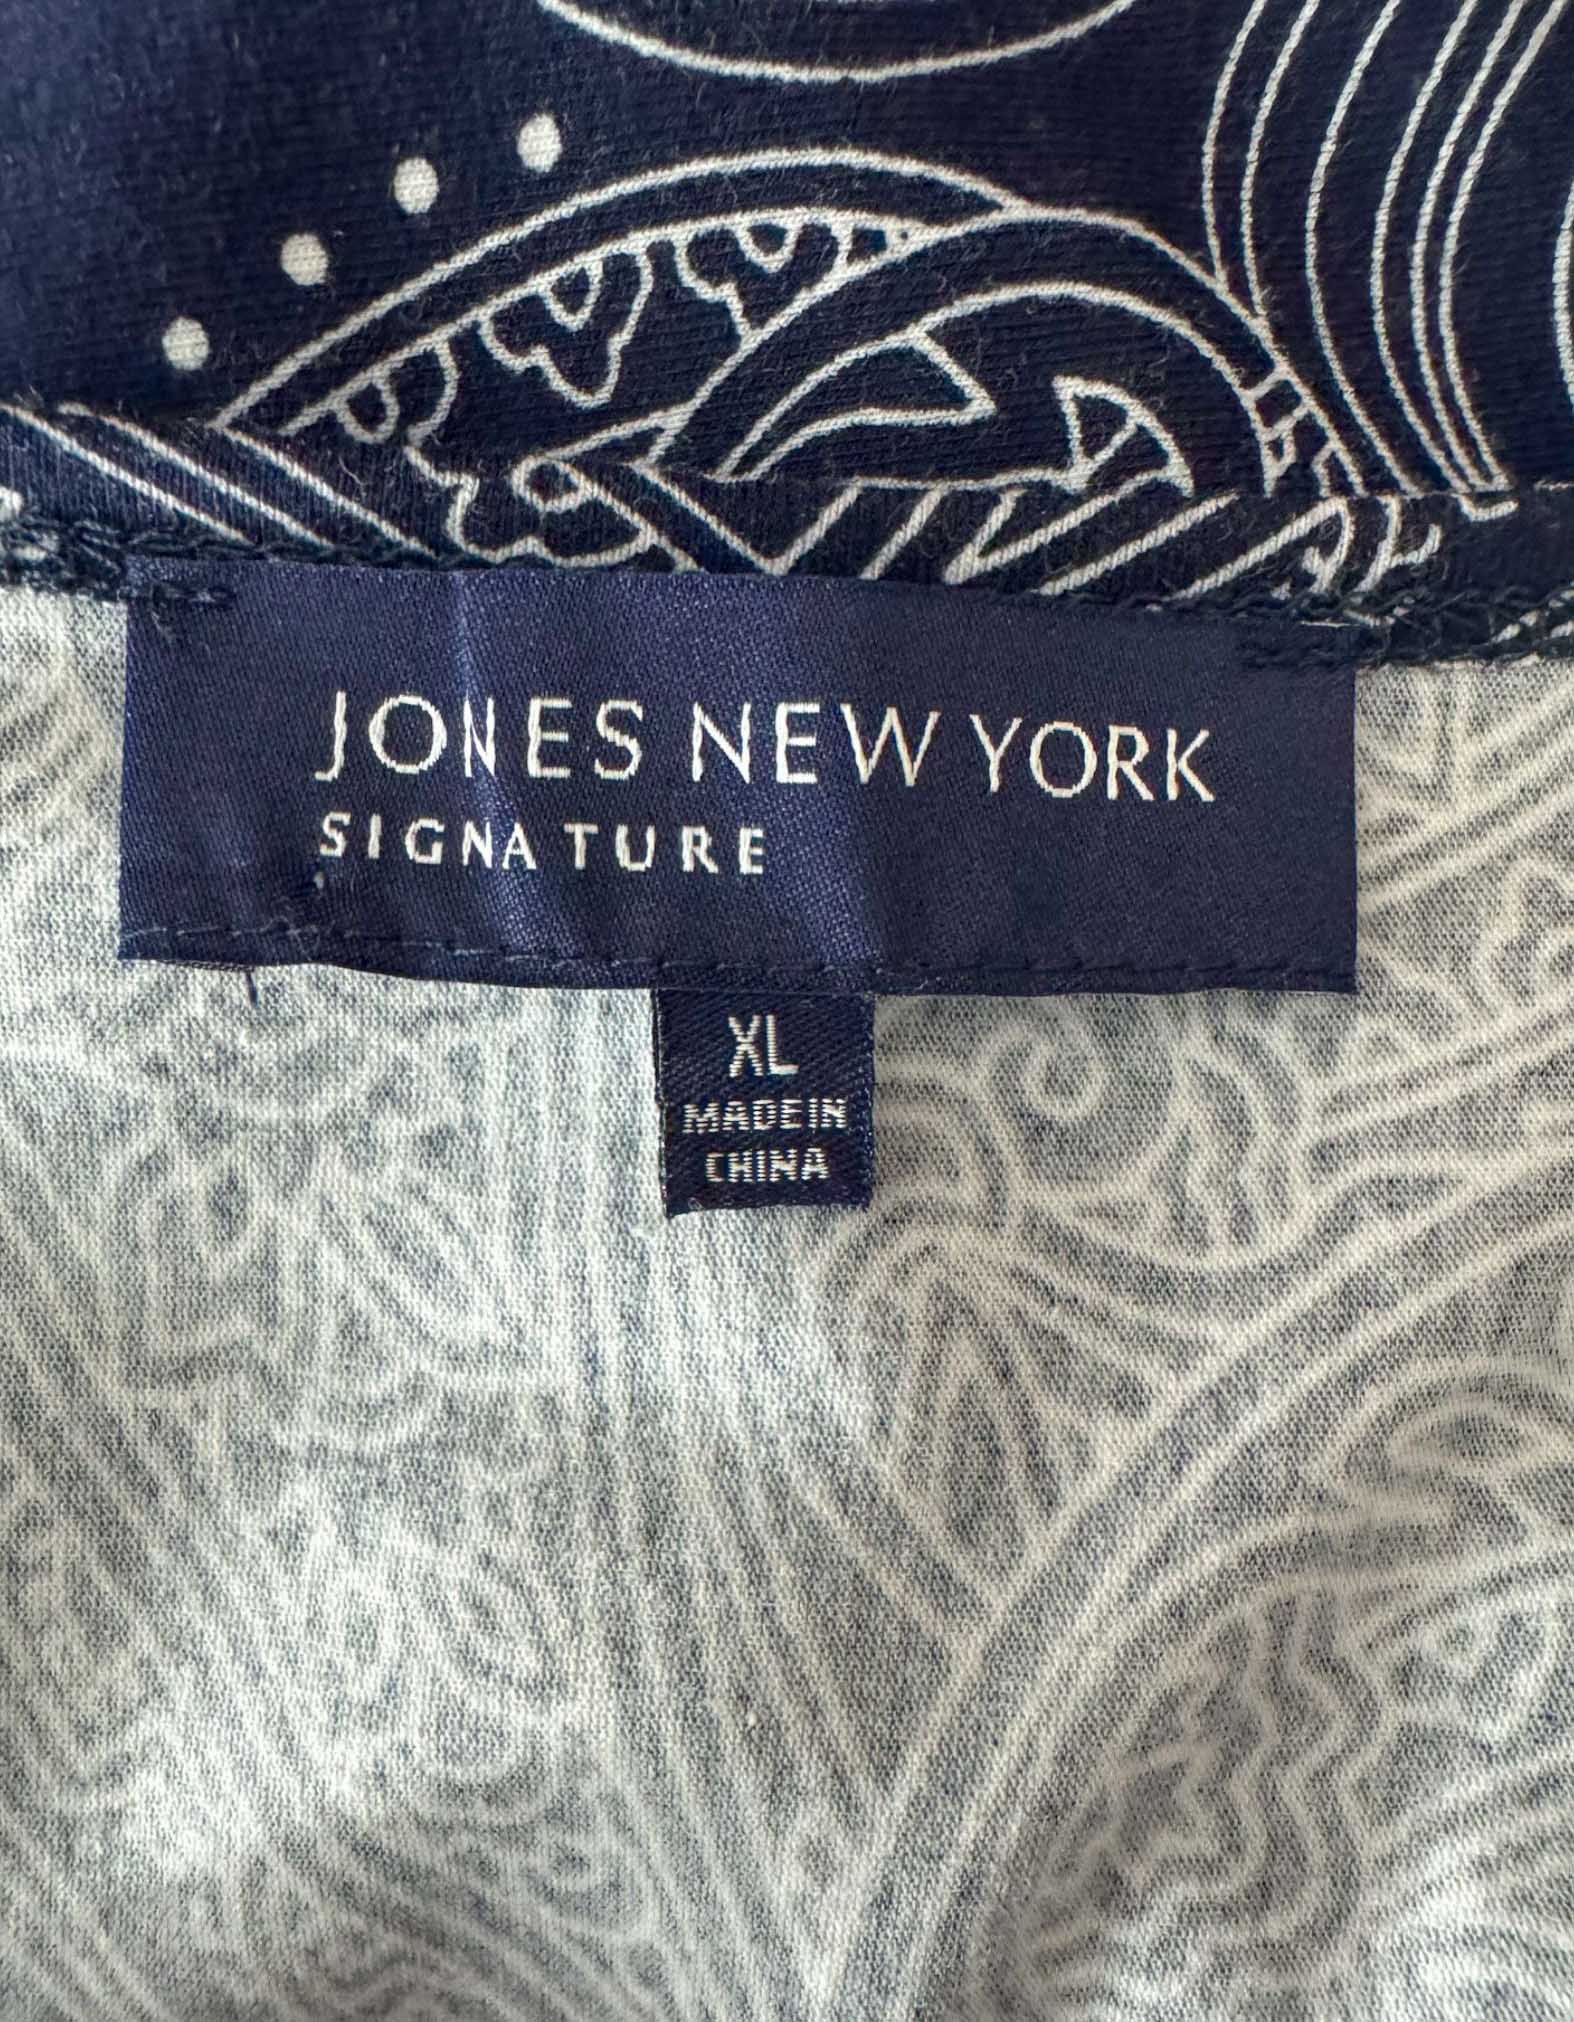 JONES NEW YORK
SIGNATURE
XL
MADE IN
CHINA